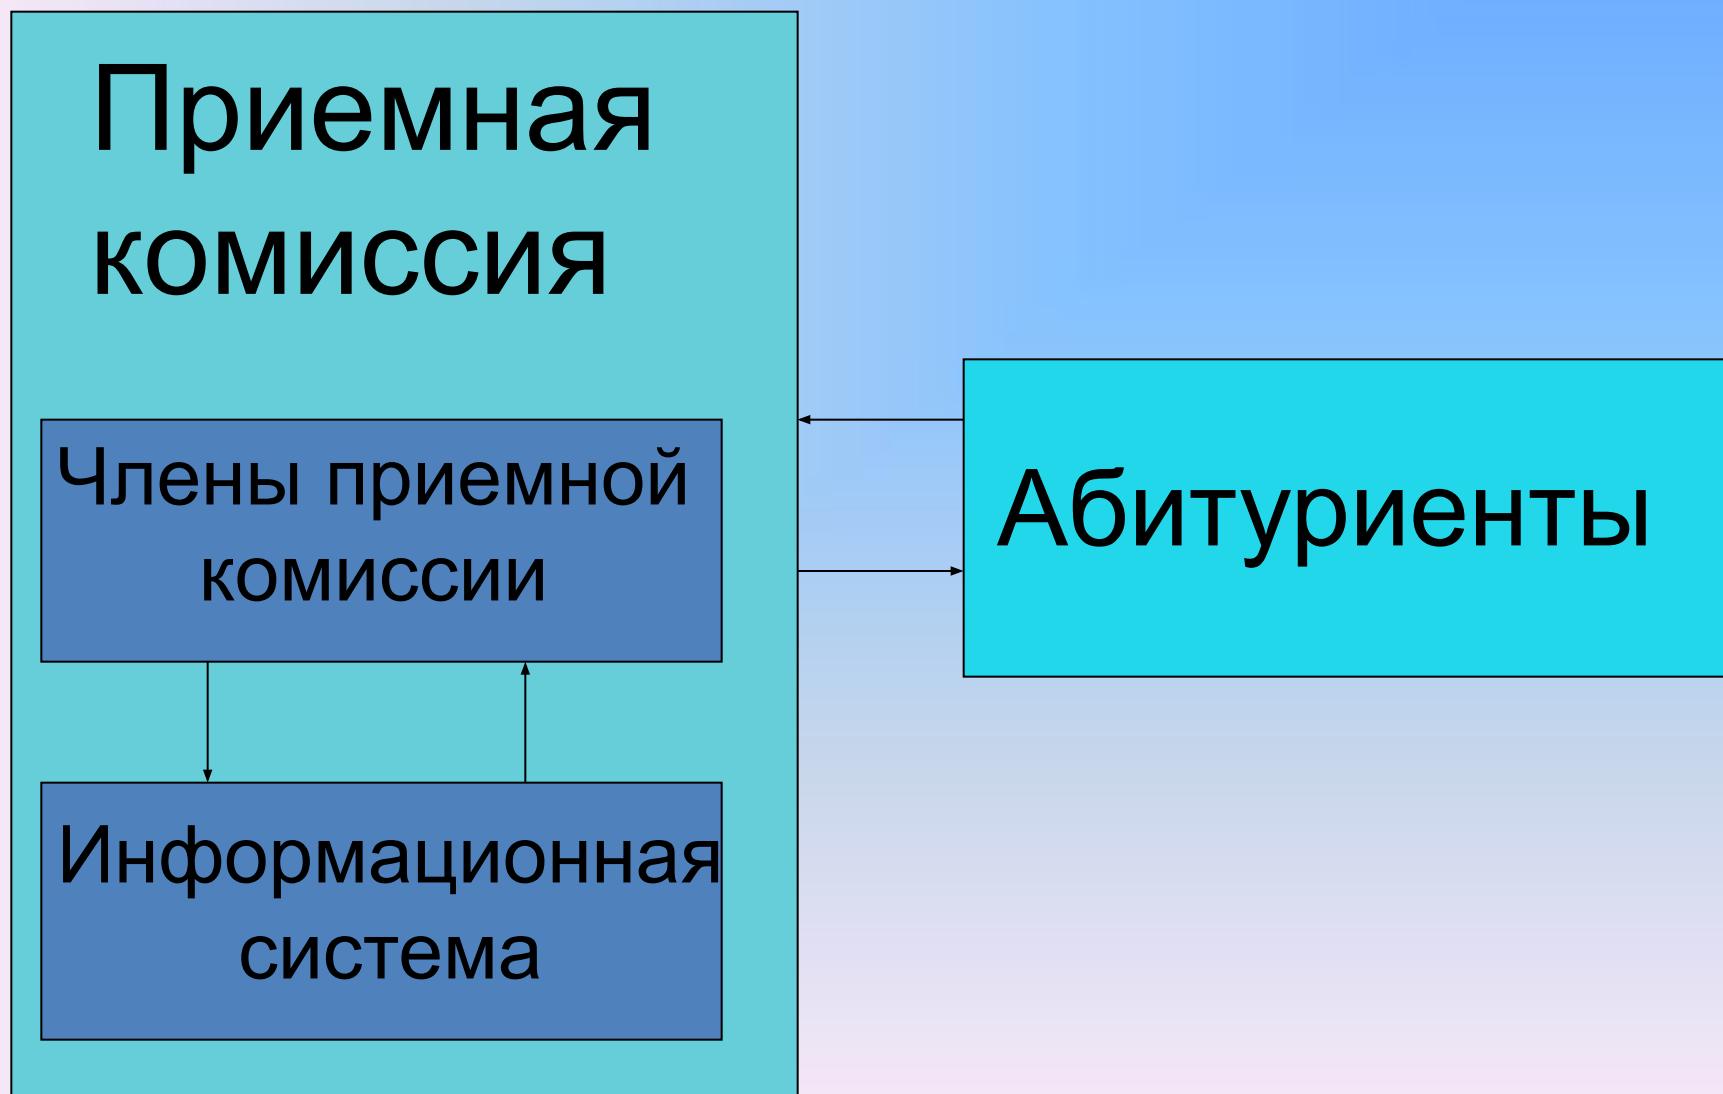 Приемная
комиссия
Члены приемной
комиссии
Абитуриенты
Информационная
система